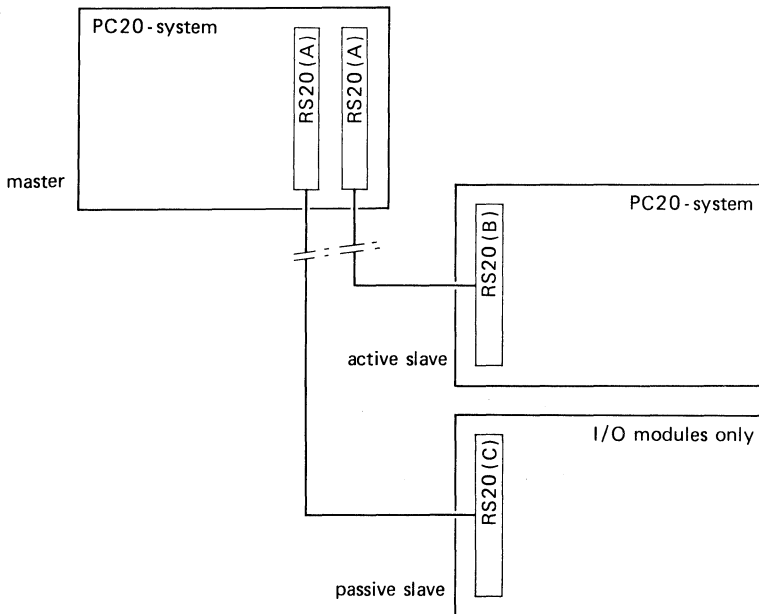 PC20-system
RS20(A)
RS20(A)
master
PC20-system
RS20(B)
active slave
I/O modules only
RS20(C)
passive slave